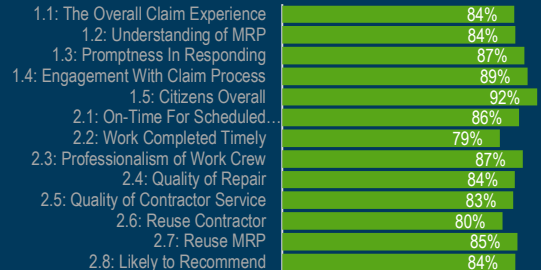 1.1: The Overall Claim Experience 84%
1.2: Understanding of MRP 84%
1.3: Promptness In Responding 87%
1.4: Engagement With Claim Process 89%
1.5: Citizens Overall 92%
2.1: On-Time For Scheduled… 86%
2.2: Work Completed Timely 79%
2.3: Professionalism of Work Crew 87%
2.4: Quality of Repair 84%
2.5: Quality of Contractor Service 83%
2.6: Reuse Contractor 80%
2.7: Reuse MRP 85%
2.8: Likely to Recommend 84%